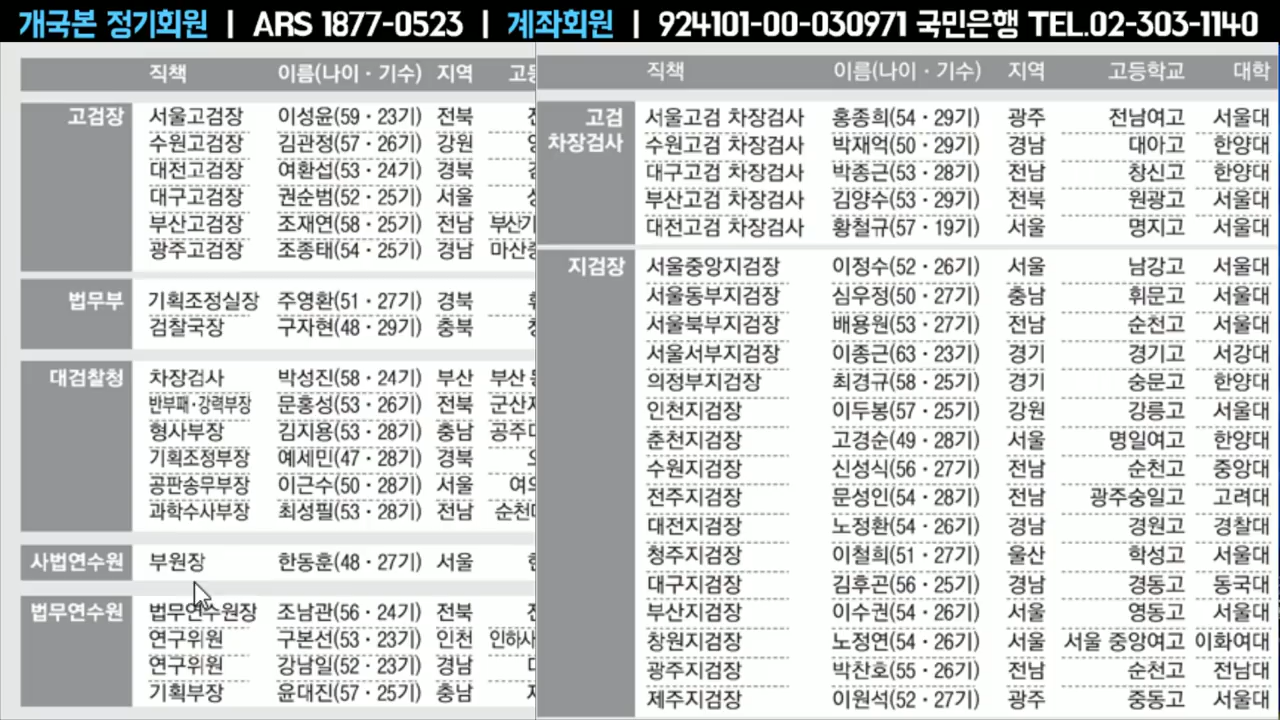 개국본 정기회원 | ARS 1877-0523 | 계좌회원 | 924101-00-030971 국민은행 TEL.02-303-1140
직책 이름(나이·기수) 지역
고검장 서울고검장 이성윤(59·23기) 전북
수원고검장 김관정(57·26기) 강원
대전고검장 여환섭(53·24기) 경북
대구고검장 권순범(52·25기) 서울
부산고검장 조재연(58·25기) 전남
광주고검장 조종태(54·25기) 경남
법무부 기획조정실장 주영환(51·27기) 경북
검찰국장 구자현(48·29기) 충북
대검찰청 차장검사 박성진(58·24기) 부산 부산
반부패·강력부장 문홍성(53·26기) 전북
형사부장 김지용(53·28기) 충남
기획조정부장 예세민(47·28기) 경북
공판송무부장 이근수(50·28기) 서울
과학수사부장 최성필(53·28기) 전남
사법연수원 부원장 한동훈(48·27기) 서울
법무연수원 법무연수원장 조남관(56·24기) 전북
연구위원 구본선(53·23기) 인천
연구위원 강남일(52·23기) 경남
기획부장 윤대진(57·25기) 충남
직책 이름(나이·기수) 지역 고등학교 대학
고검 서울고검 차장검사 홍종희(54·29기) 광주 전남여고 서울대
차장검사 수원고검 차장검사 박재억(50·29기) 경남 대아고 한양대
대구고검 차장검사 박종근(53·28기) 전남 창신고 한양대
부산고검 차장검사 김양수(53·29기) 전북 원광고 서울대
대전고검 차장검사 황철규(57·19기) 서울 명지고 서울대
지검장 서울중앙지검장 이정수(52·26기) 서울 남강고 서울대
서울동부지검장 심우정(50·27기) 충남 휘문고 서울대
서울북부지검장 배용원(53·27기) 전남 순천고 서울대
서울서부지검장 이종근(63·23기) 경기 경기고 서강대
의정부지검장 최경규(58·25기) 경기 숭문고 한양대
인천지검장 이두봉(57·25기) 강원 강릉고 서울대
춘천지검장 고경순(49·28기) 서울 명일여고 한양대
수원지검장 신성식(56·27기) 전남 순천고 중앙대
전주지검장 문성인(54·28기) 전남 광주숭일고 고려대
대전지검장 노정환(54·26기) 경남 경원고 경찰대
청주지검장 이철희(51·27기) 울산 학성고 서울대
대구지검장 김후곤(56·25기) 경남 경동고 동국대
부산지검장 이수권(54·26기) 서울 영동고 서울대
창원지검장 노정연(54·26기) 서울 서울 중앙여고 이화여대
광주지검장 박찬호(55·26기) 전남 순천고 전남대
제주지검장 이원석(52·27기) 광주 중동고 서울대